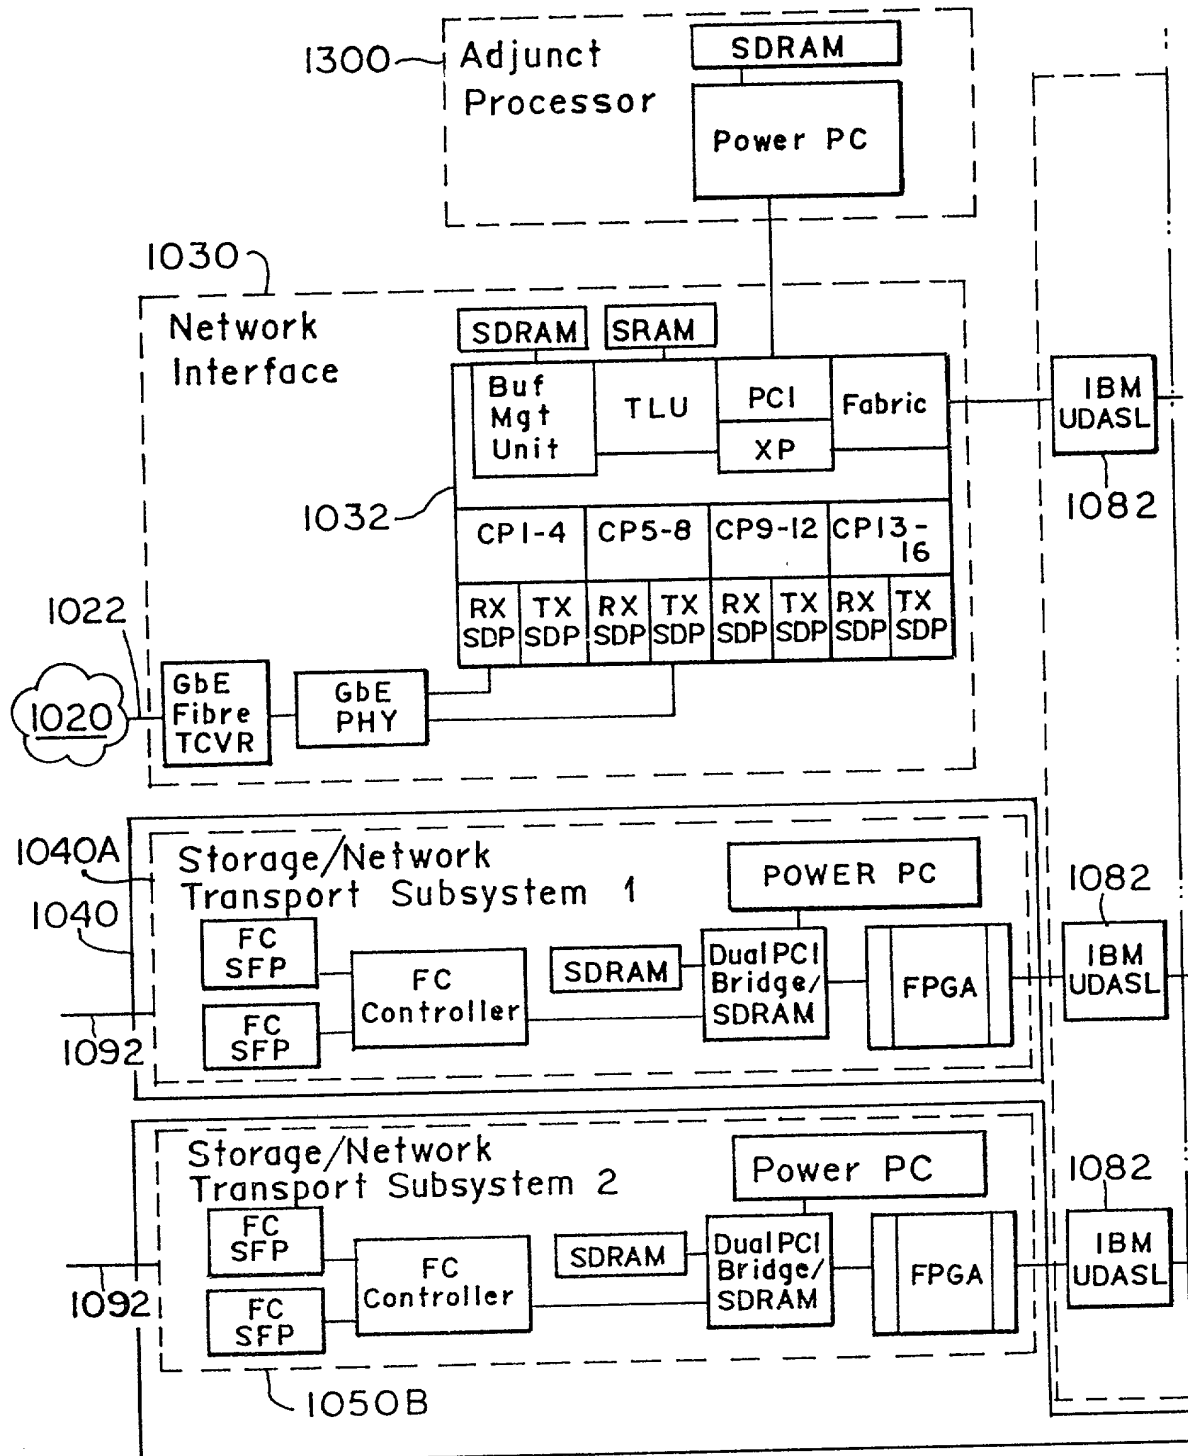 1300
Adjunct
Processor
SDRAM
Power PC
1030
Network
Interface
SDRAM
SRAM
Buf
Mgt
Unit
TLU
PCI
XP
Fabric
IBM
UDASL
1082
1032
CP1-4
CP5-8
CP9-12
CP13-
16
RX
SDP
TX
SDP
RX
SDP
TX
SDP
RX
SDP
TX
SDP
RX
SDP
TX
SDP
1022
1020
GbE
Fibre
TCVR
GbE
PHY
1040A
1040
Storage/Network
Transport Subsystem 1
POWER PC
1082
FC
SFP
FC
SFP
FC
Controller
SDRAM
Dual PCI
Bridge/
SDRAM
FPGA
IBM
UDASL
1092
Storage/Network
Transport Subsystem 2
Power PC
1082
FC
SFP
FC
SFP
FC
Controller
SDRAM
Dual PCI
Bridge/
SDRAM
FPGA
IBM
UDASL
1092
1050B